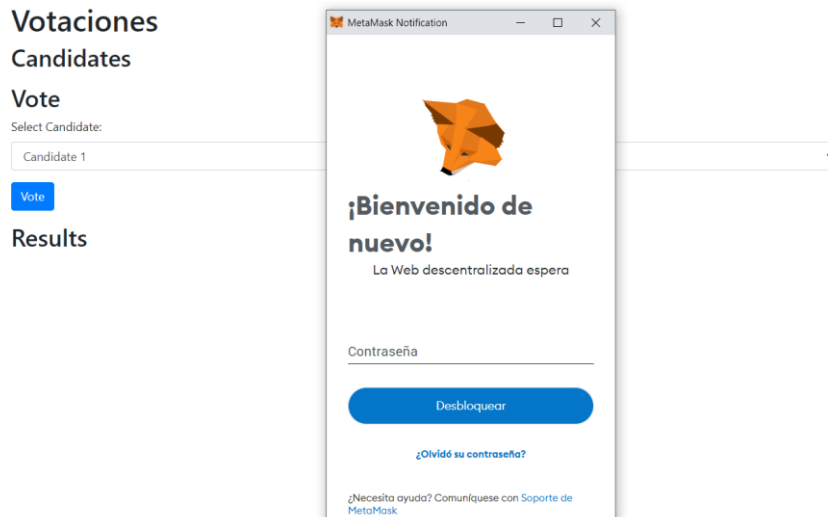 Votaciones
Candidates
Vote
Select Candidate:
Candidate 1
Vote
Results
MetaMask Notification
¡Bienvenido de
nuevo!
La Web descentralizada espera
Contraseña
Desbloquear
¿Olvidó su contraseña?
¿Necesita ayuda? Comuníquese con Soporte de
MetaMask